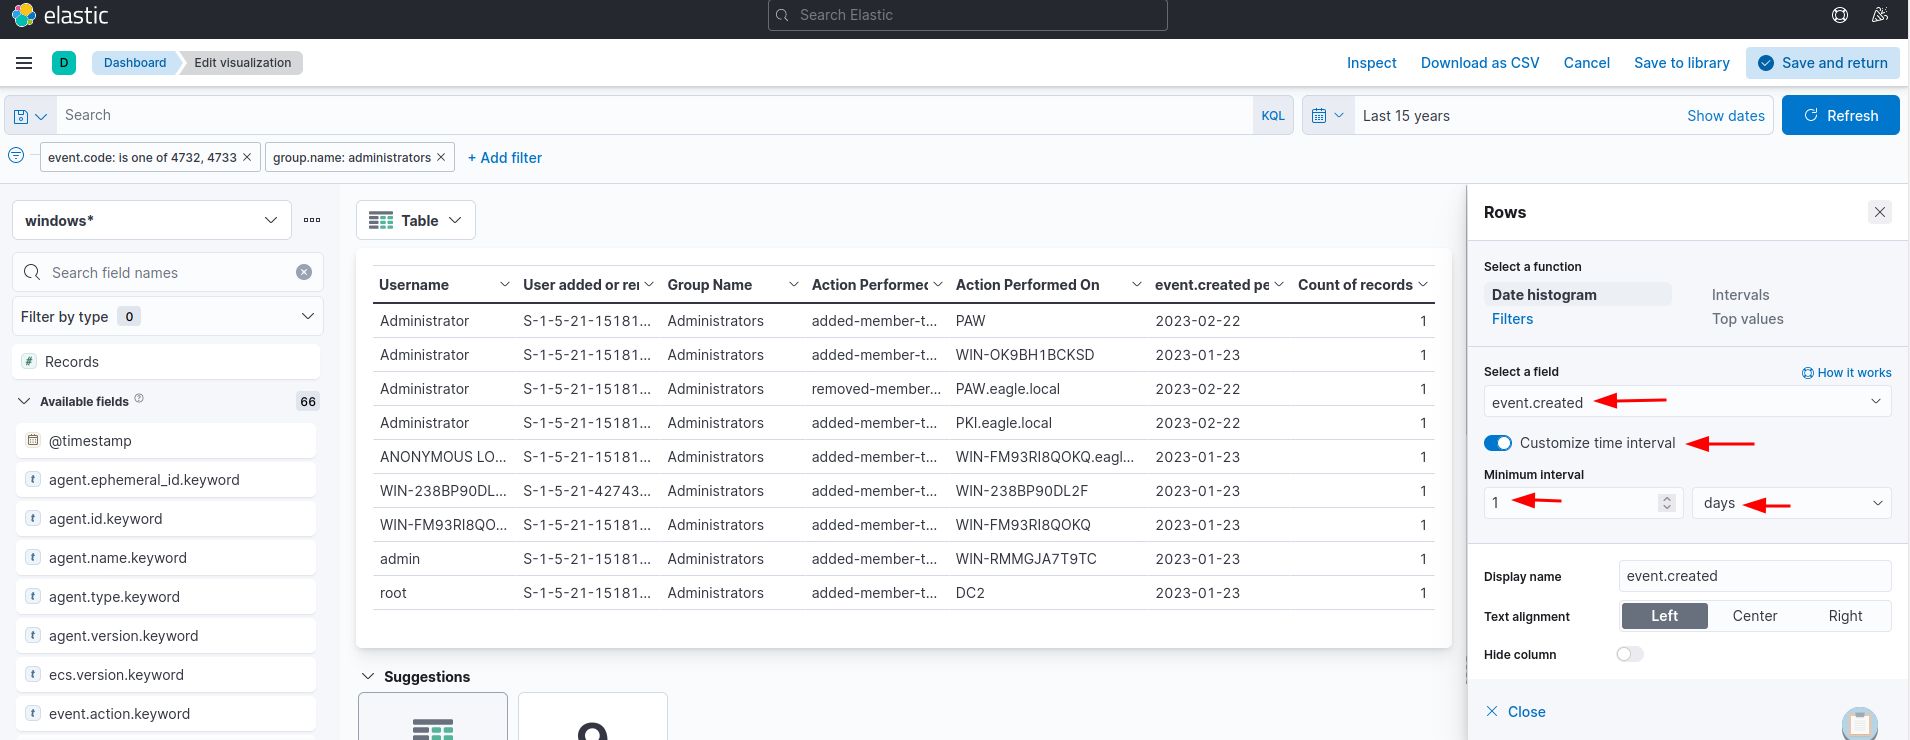 elastic
Search Elastic
D
Dashboard
Edit visualization
Inspect
Download as CSV
Cancel
Save to library
Save and return
Search
KQL
Last 15 years
Show dates
Refresh
event.code: is one of 4732, 4733 ×
group.name: administrators ×
+ Add filter
windows*
Search field names
Filter by type 0
# Records
Available fields ? 66
@timestamp
t agent.ephemeral_id.keyword
t agent.id.keyword
t agent.name.keyword
t agent.type.keyword
t agent.version.keyword
t ecs.version.keyword
t event.action.keyword
Table
Username User added or rei Group Name Action Performec Action Performed On event.created pe Count of records
Administrator S-1-5-21-15181... Administrators added-member-t... PAW 2023-02-22 1
Administrator S-1-5-21-15181... Administrators added-member-t... WIN-OK9BH1BCKSD 2023-01-23 1
Administrator S-1-5-21-15181... Administrators removed-member... PAW.eagle.local 2023-02-22 1
Administrator S-1-5-21-15181... Administrators added-member-t... PKI.eagle.local 2023-02-22 1
ANONYMOUS LO... S-1-5-21-15181... Administrators added-member-t... WIN-FM93RI8QOKQ.eagl... 2023-01-23 1
WIN-238BP90DL... S-1-5-21-42743... Administrators added-member-t... WIN-238BP90DL2F 2023-01-23 1
WIN-FM93RI8QO... S-1-5-21-15181... Administrators added-member-t... WIN-FM93RI8QOKQ 2023-01-23 1
admin S-1-5-21-15181... Administrators added-member-t... WIN-RMMGJA7T9TC 2023-01-23 1
root S-1-5-21-15181... Administrators added-member-t... DC2 2023-01-23 1
Suggestions
Rows
Select a function
Date histogram Intervals
Filters Top values
Select a field How it works
event.created
Customize time interval
Minimum interval
1 days
Display name event.created
Text alignment Left Center Right
Hide column
× Close